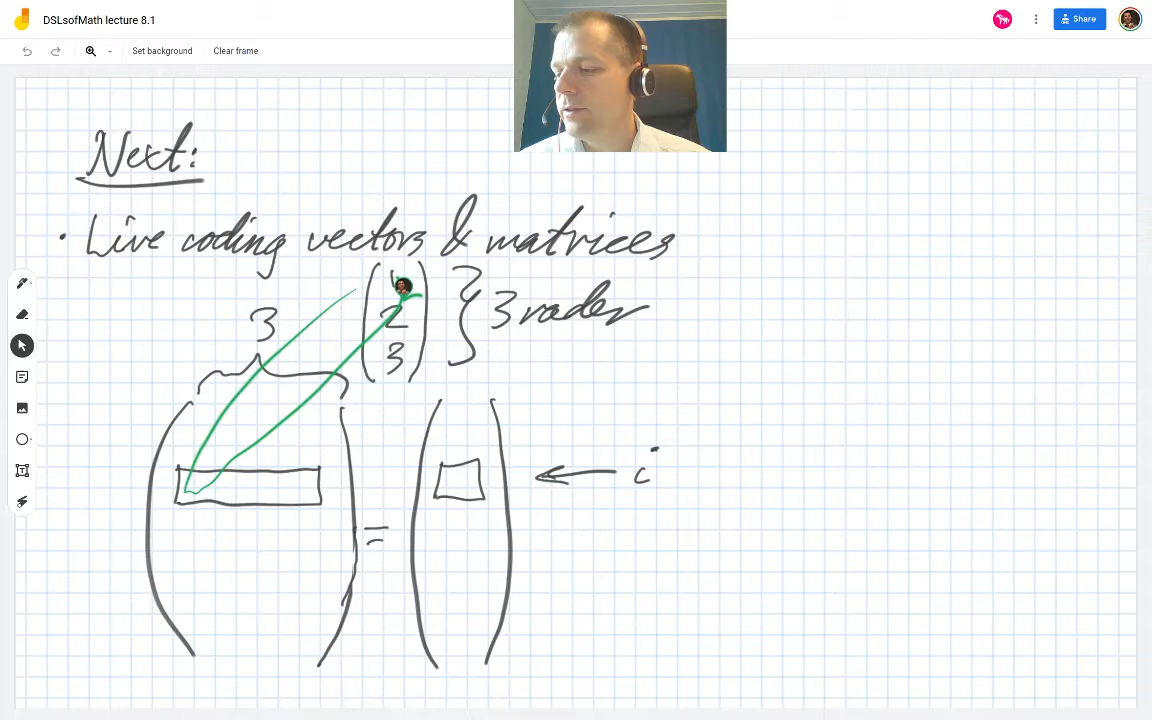 DSLsofMath lecture 8.1
Share
Set background
Clear frame
Next:
• Live coding vectors & matrices
3
1
2
3
3 rader
=
i